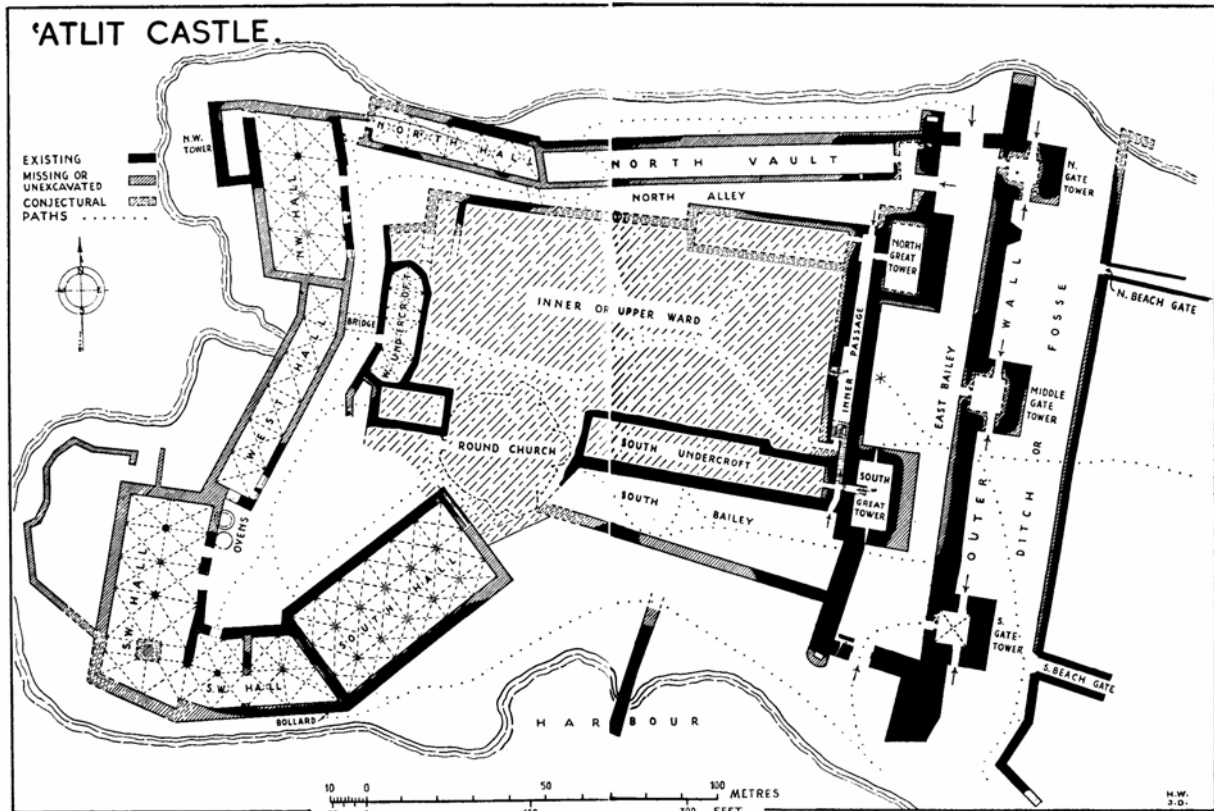 ʿATLIT CASTLE.
EXISTING
MISSING OR
UNEXCAVATED
CONJECTURAL
PATHS
N.W.
TOWER
N.W. HALL
NORTH HALL
NORTH VAULT
NORTH ALLEY
N.
GATE
TOWER
NORTH
GREAT
TOWER
N. BEACH GATE
INNER OR UPPER WARD
INNER PASSAGE
EAST BAILEY
OUTER WALL
DITCH OR FOSSE
MIDDLE
GATE
TOWER
BRIDGE
W. UNDERCROFT
WEST HALL
ROUND CHURCH
SOUTH UNDERCROFT
SOUTH BAILEY
SOUTH
GREAT
TOWER
OVENS
S.W. HALL
SOUTH HALL
S.W. HALL
BOLLARD
HARBOUR
S.
GATE-
TOWER
S. BEACH GATE
10 0 50 100
METRES
FEET
H.W.
J.D.